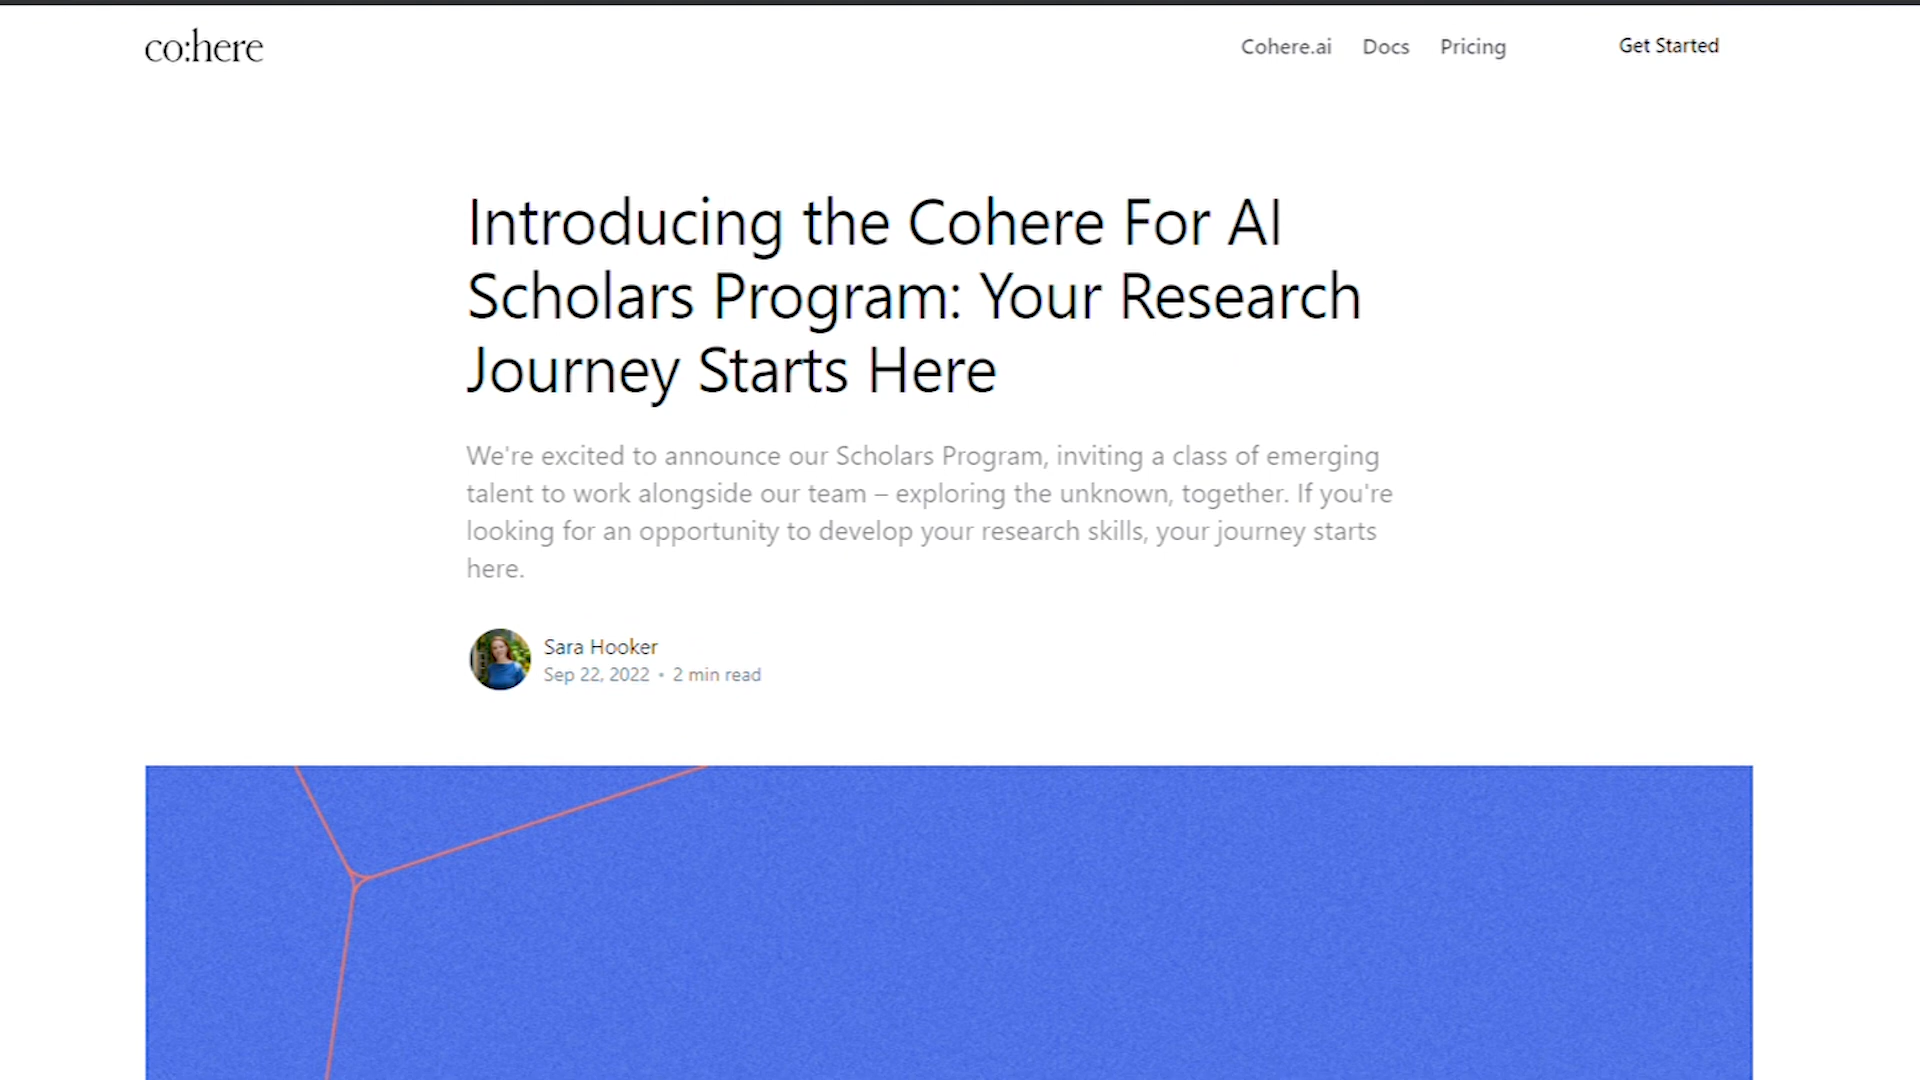 co:here
Cohere.ai Docs Pricing Get Started
Introducing the Cohere For AI
Scholars Program: Your Research
Journey Starts Here
We're excited to announce our Scholars Program, inviting a class of emerging
talent to work alongside our team – exploring the unknown, together. If you're
looking for an opportunity to develop your research skills, your journey starts
here.
Sara Hooker
Sep 22, 2022 • 2 min read